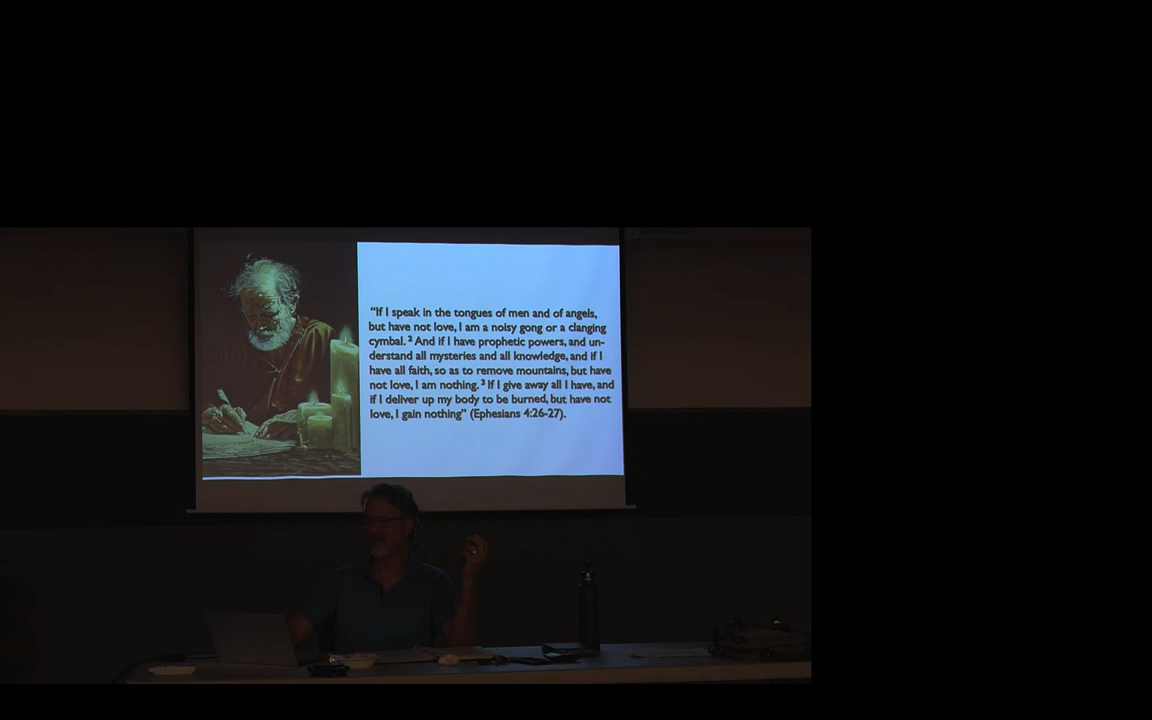 “If I speak in the tongues of men and of angels,
but have not love, I am a noisy gong or a clanging
cymbal. ² And if I have prophetic powers, and un-
derstand all mysteries and all knowledge, and if I
have all faith, so as to remove mountains, but have
not love, I am nothing. ³ If I give away all I have, and
if I deliver up my body to be burned, but have not
love, I gain nothing” (Ephesians 4:26-27).